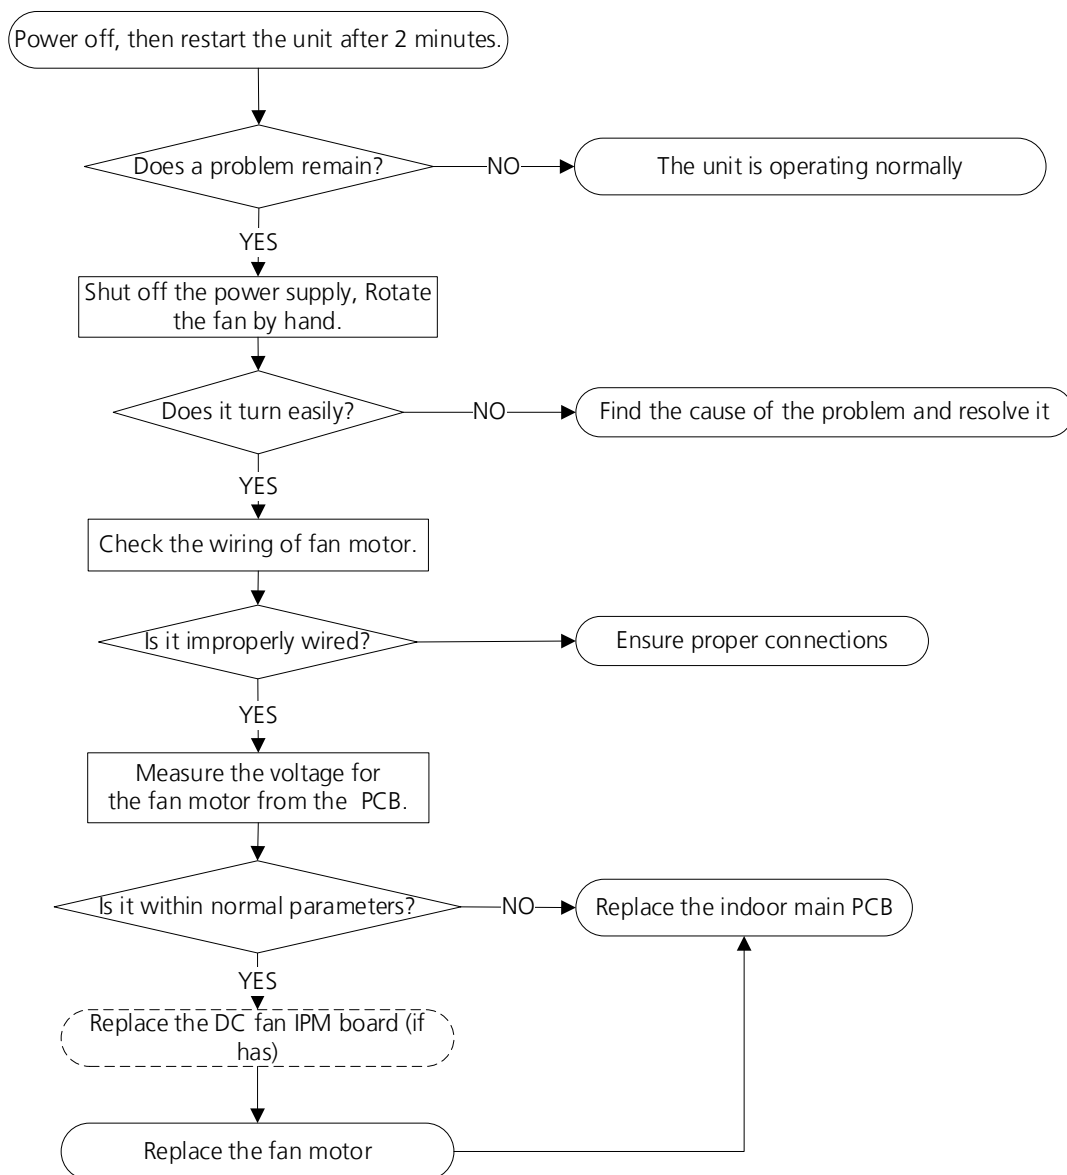 Power off, then restart the unit after 2 minutes.
Does a problem remain?
NO
The unit is operating normally
YES
Shut off the power supply, Rotate
the fan by hand.
Does it turn easily?
NO
Find the cause of the problem and resolve it
YES
Check the wiring of fan motor.
Is it improperly wired?
Ensure proper connections
YES
Measure the voltage for
the fan motor from the PCB.
Is it within normal parameters?
NO
Replace the indoor main PCB
YES
Replace the DC fan IPM board (if
has)
Replace the fan motor